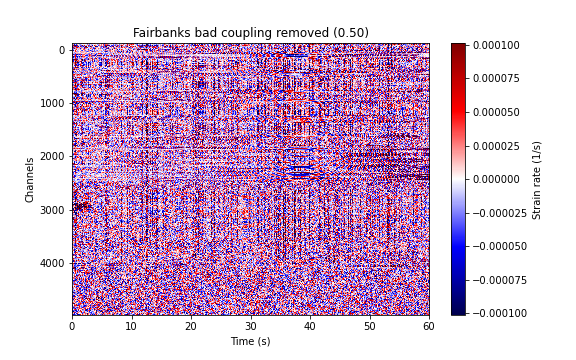 Fairbanks bad coupling removed (0.50)
0
1000
2000
3000
4000
Channels
0 10 20 30 40 50 60
Time (s)
0.000100
0.000075
0.000050
0.000025
0.000000
−0.000025
−0.000050
−0.000075
−0.000100
Strain rate (1/s)